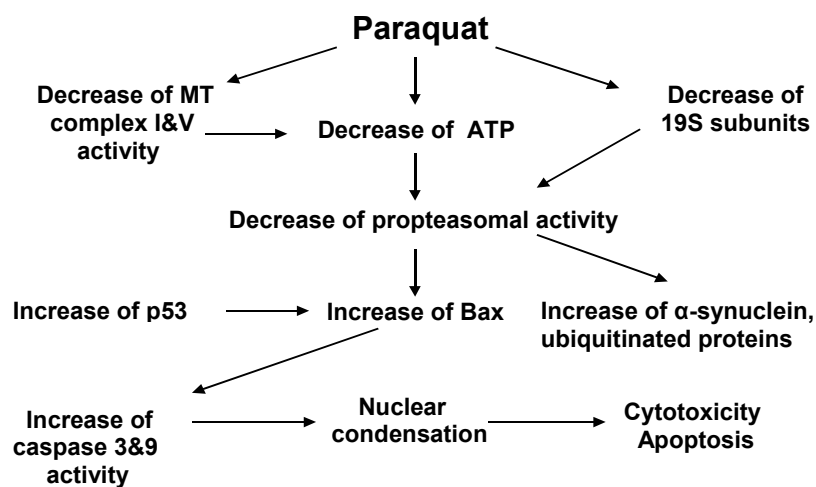 Paraquat
Decrease of MT
complex I&V
activity
Decrease of ATP
Decrease of
19S subunits
Decrease of propteasomal activity
Increase of p53
Increase of Bax
Increase of α-synuclein,
ubiquitinated proteins
Increase of
caspase 3&9
activity
Nuclear
condensation
Cytotoxicity
Apoptosis